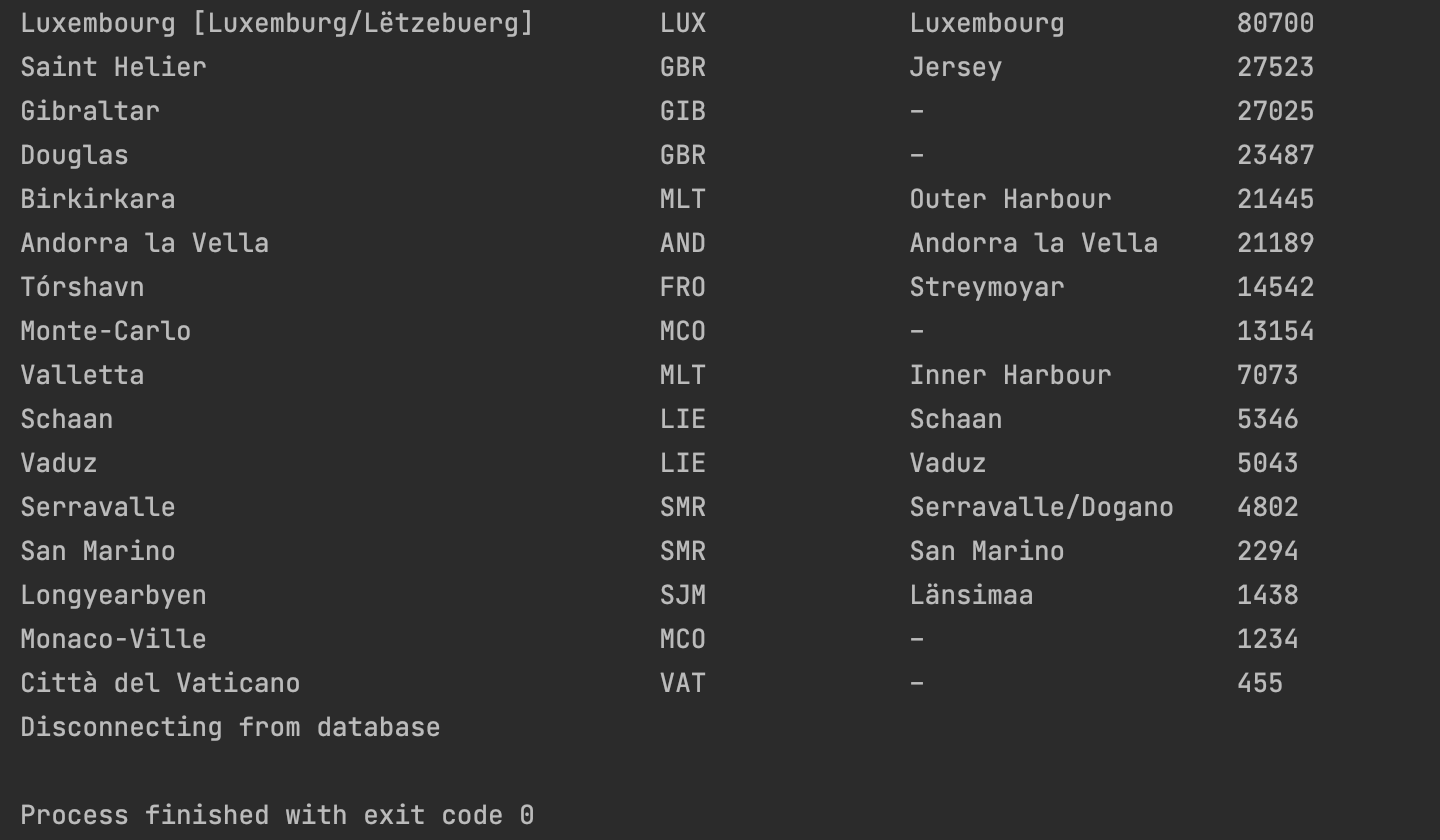 Luxembourg [Luxemburg/Lëtzebuerg] LUX Luxembourg 80700
Saint Helier GBR Jersey 27523
Gibraltar GIB – 27025
Douglas GBR – 23487
Birkirkara MLT Outer Harbour 21445
Andorra la Vella AND Andorra la Vella 21189
Tórshavn FRO Streymoyar 14542
Monte-Carlo MCO – 13154
Valletta MLT Inner Harbour 7073
Schaan LIE Schaan 5346
Vaduz LIE Vaduz 5043
Serravalle SMR Serravalle/Dogano 4802
San Marino SMR San Marino 2294
Longyearbyen SJM Länsimaa 1438
Monaco-Ville MCO – 1234
Città del Vaticano VAT – 455
Disconnecting from database
Process finished with exit code 0